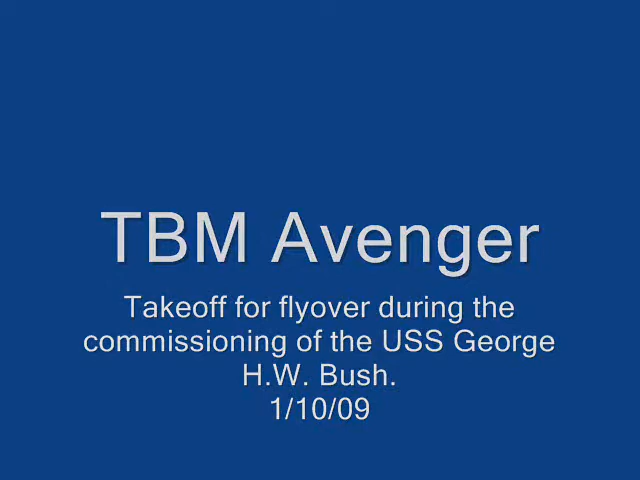 TBM Avenger
Takeoff for flyover during the
commissioning of the USS George
H.W. Bush.
1/10/09